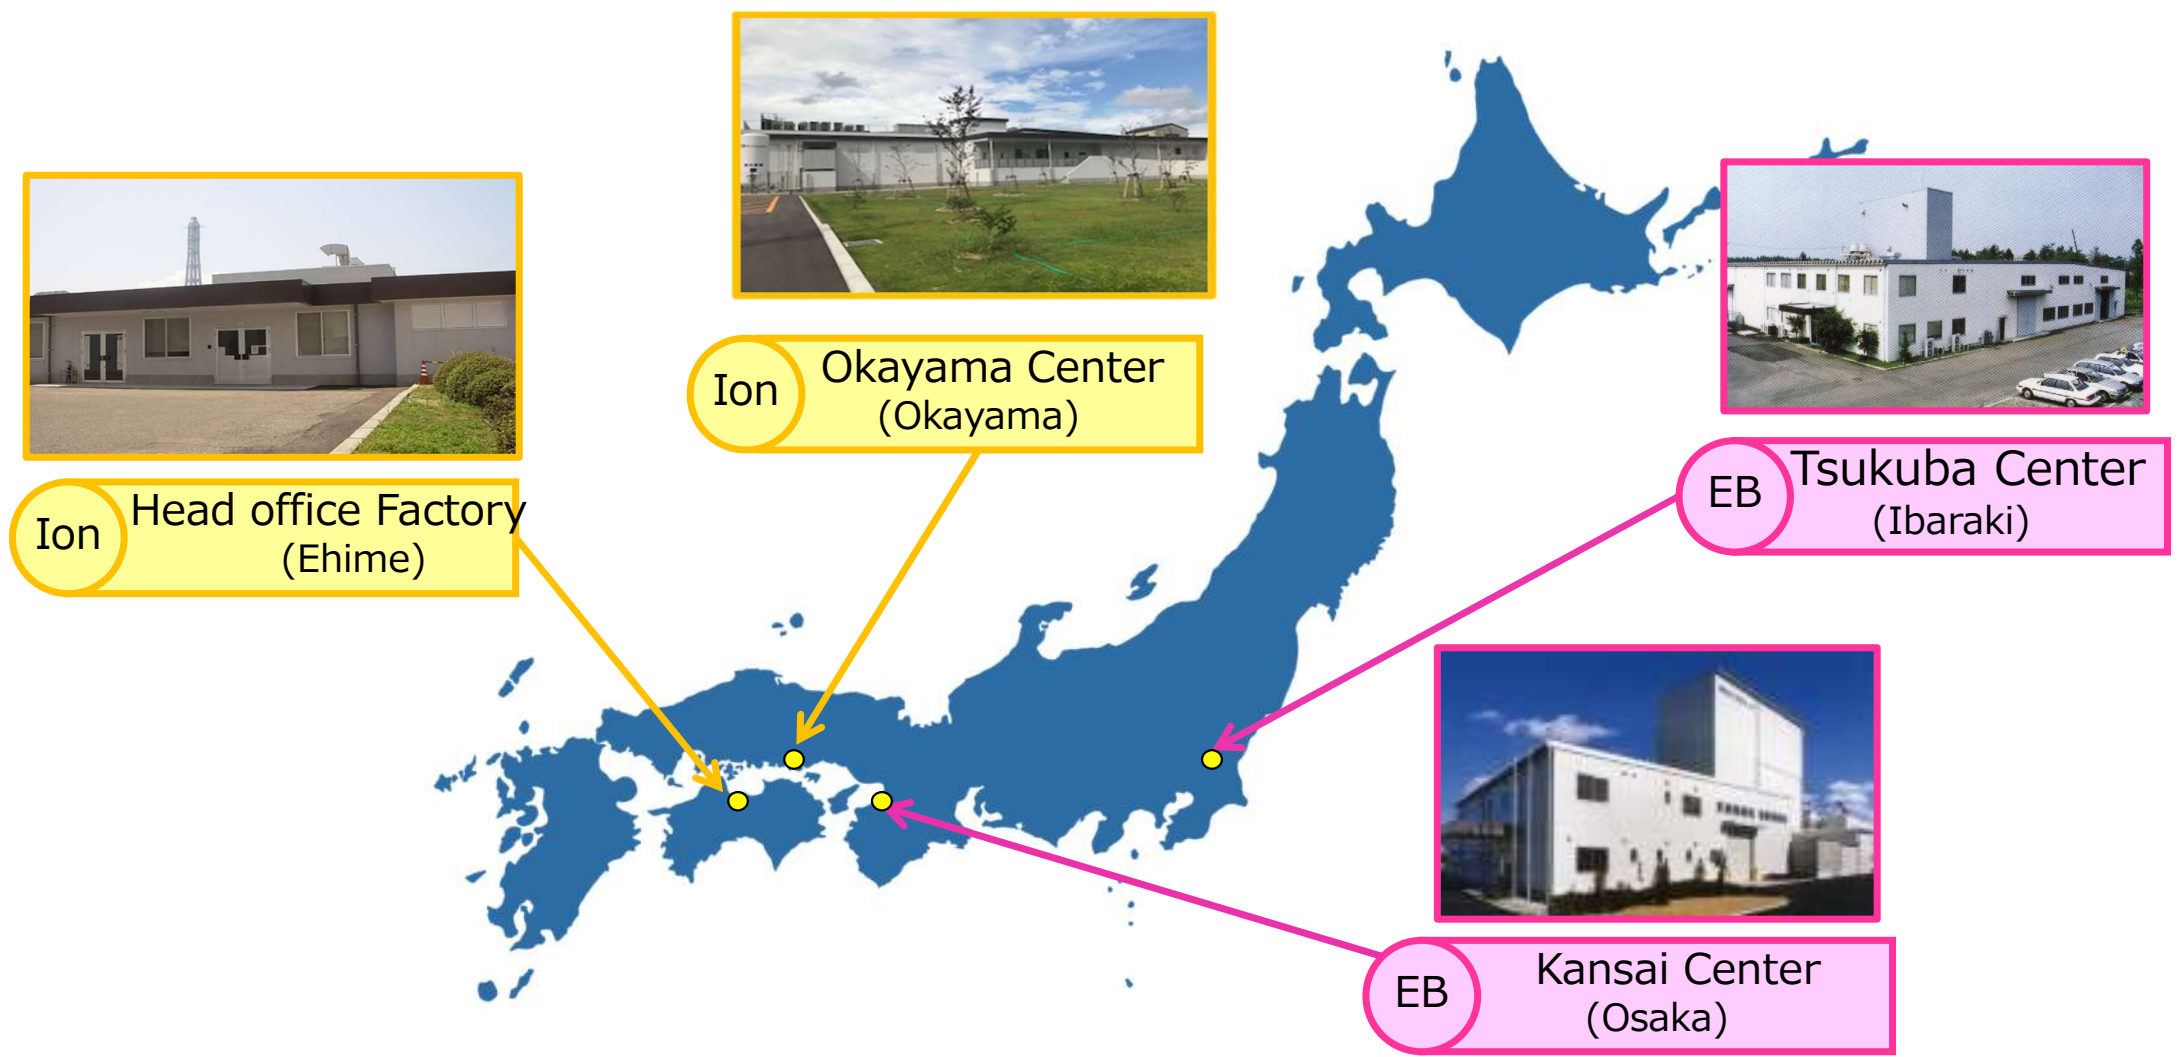 Ion
Okayama Center
(Okayama)
Ion
Head office Factory
(Ehime)
EB
Tsukuba Center
(Ibaraki)
EB
Kansai Center
(Osaka)